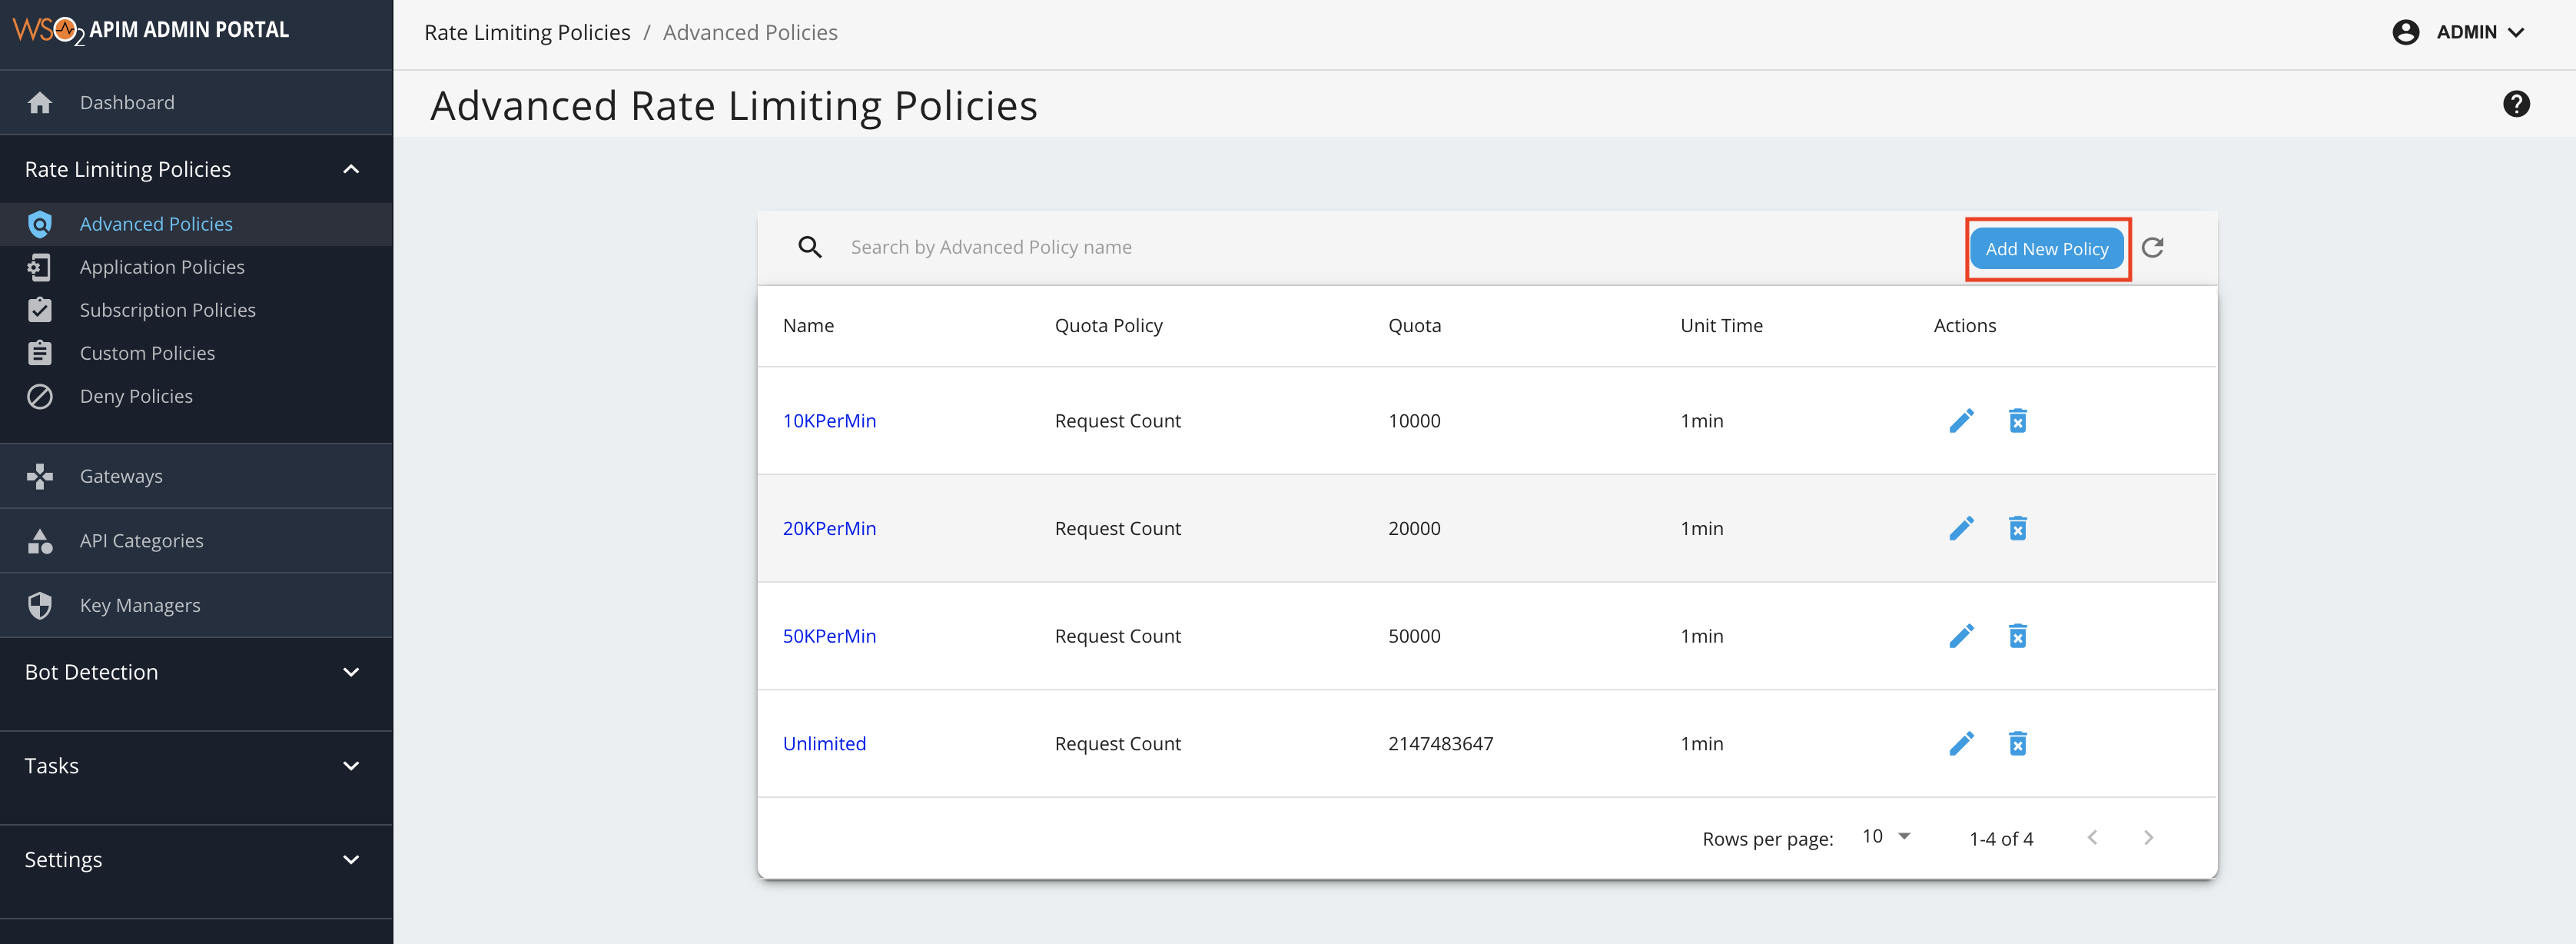 WSO2 APIM ADMIN PORTAL
Rate Limiting Policies / Advanced Policies
ADMIN
Dashboard
Advanced Rate Limiting Policies
Rate Limiting Policies
Advanced Policies
Application Policies
Subscription Policies
Custom Policies
Deny Policies
Gateways
API Categories
Key Managers
Bot Detection
Tasks
Settings
Search by Advanced Policy name
Add New Policy
Name Quota Policy Quota Unit Time Actions
10KPerMin Request Count 10000 1min
20KPerMin Request Count 20000 1min
50KPerMin Request Count 50000 1min
Unlimited Request Count 2147483647 1min
Rows per page: 10 1-4 of 4